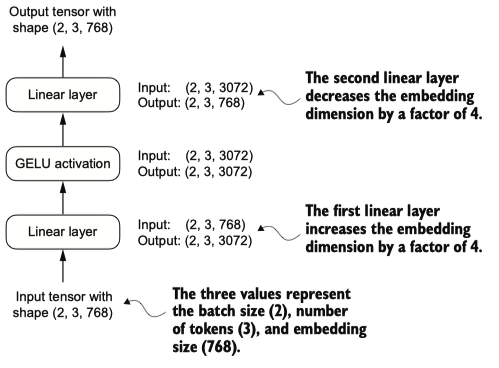 Output tensor with
shape (2, 3, 768)
Linear layer
Input: (2, 3, 3072)
Output: (2, 3, 768)
The second linear layer
decreases the embedding
dimension by a factor of 4.
GELU activation
Input: (2, 3, 3072)
Output: (2, 3, 3072)
Linear layer
Input: (2, 3, 768)
Output: (2, 3, 3072)
The first linear layer
increases the embedding
dimension by a factor of 4.
Input tensor with
shape (2, 3, 768)
The three values represent
the batch size (2), number
of tokens (3), and embedding
size (768).